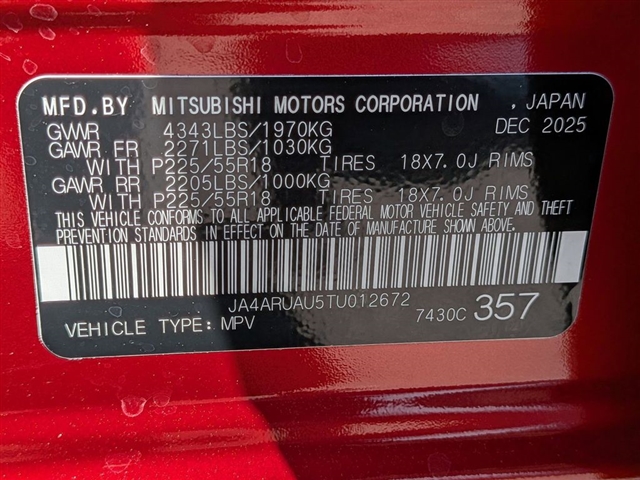 MFD.BY MITSUBISHI MOTORS CORPORATION , JAPAN
GVWR 4343LBS/1970KG DEC 2025
GAWR FR 2271LBS/1030KG
WITH P225/55R18 TIRES 18X7.0J RIMS
GAWR RR 2205LBS/1000KG
WITH P225/55R18 TIRES 18X7.0J RIMS
THIS VEHICLE CONFORMS TO ALL APPLICABLE FEDERAL MOTOR VEHICLE SAFETY AND THEFT
PREVENTION STANDARDS IN EFFECT ON THE DATE OF MANUFACTURE SHOWN ABOVE.
JA4ARUAU5TU012672
VEHICLE TYPE: MPV 7430C 357